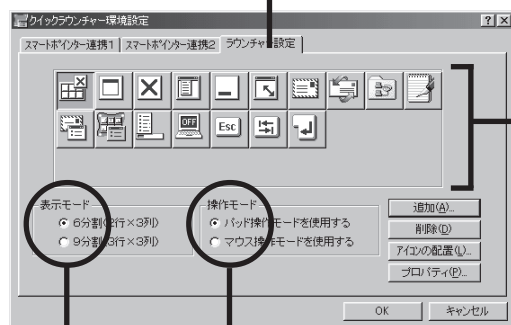 クイックラウンチャー環境設定
スマートポインター連携1 スマートポインター連携2 ラウンチャー設定
OFF
Esc
表示モード
6分割(2行×3列)
9分割(3行×3列)
操作モード
パッド操作モードを使用する
マウス操作モードを使用する
追加(A)...
削除(D)
アイコンの配置(L)...
プロパティ(P)...
OK キャンセル